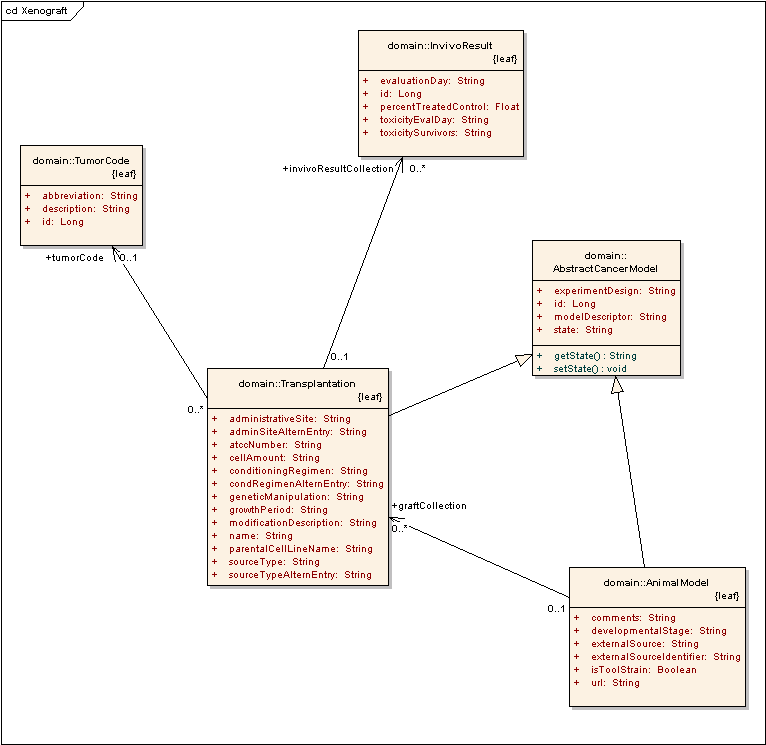 cd Xenograft
domain::InvivoResult
{leaf}
+ evaluationDay: String
+ id: Long
+ percentTreatedControl: Float
+ toxicityEvalDay: String
+ toxicitySurvivors: String
+invivoResultCollection
0..*
domain::TumorCode
{leaf}
+ abbreviation: String
+ description: String
+ id: Long
+tumorCode
0..1
domain::
AbstractCancerModel
+ experimentDesign: String
+ id: Long
+ modelDescriptor: String
+ state: String
+ getState() : String
+ setState() : void
0..1
0..*
domain::Transplantation
{leaf}
+ administrativeSite: String
+ adminSiteAlternEntry: String
+ atccNumber: String
+ cellAmount: String
+ conditioningRegimen: String
+ condRegimenAlternEntry: String
+ geneticManipulation: String
+ growthPeriod: String
+ modificationDescription: String
+ name: String
+ parentalCellLineName: String
+ sourceType: String
+ sourceTypeAlternEntry: String
+graftCollection
0..*
0..1
domain::AnimalModel
{leaf}
+ comments: String
+ developmentalStage: String
+ externalSource: String
+ externalSourceIdentifier: String
+ isToolStrain: Boolean
+ url: String